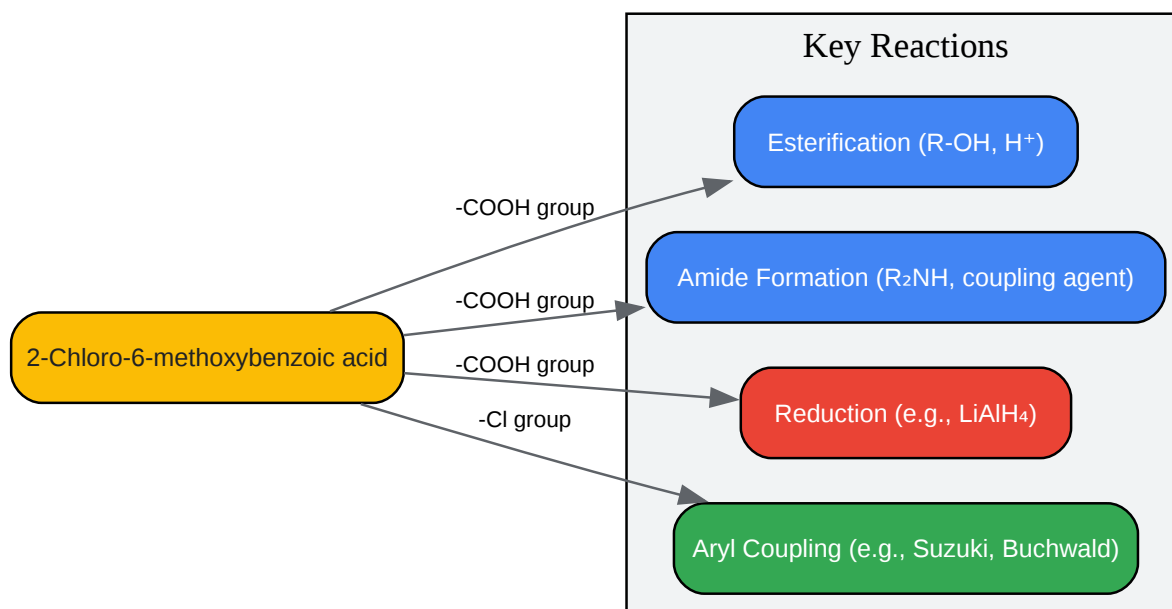 Key Reactions
Esterification (R-OH, H⁺)
-COOH group
Amide Formation (R₂NH, coupling agent)
-COOH group
2-Chloro-6-methoxybenzoic acid
-COOH group
Reduction (e.g., LiAlH₄)
-Cl group
Aryl Coupling (e.g., Suzuki, Buchwald)